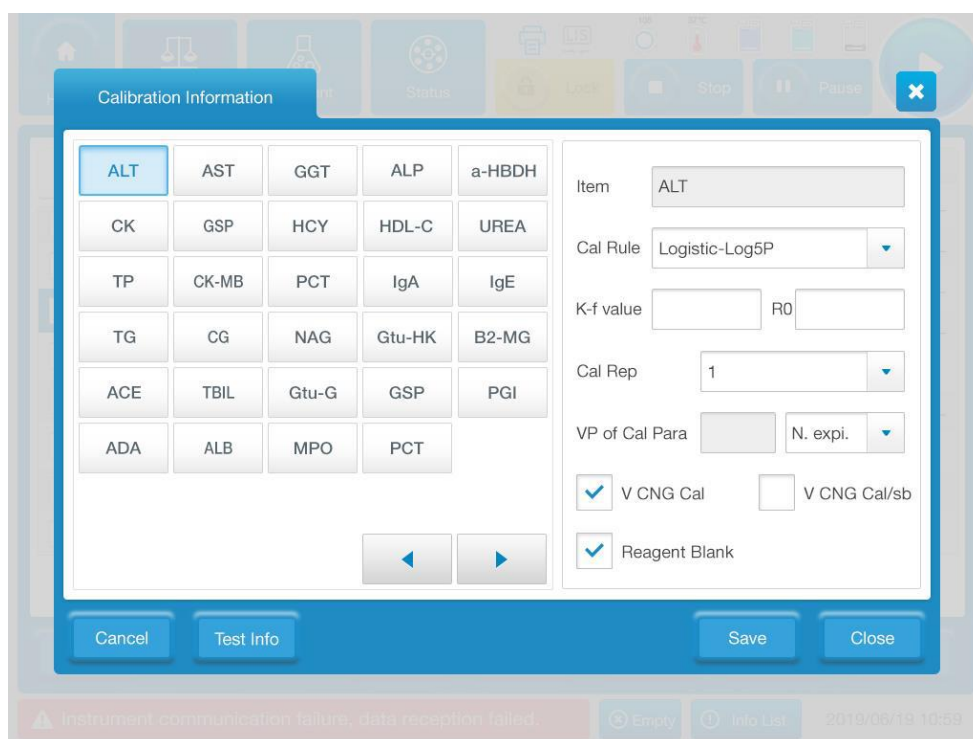 LIS
Status
Lock
Stop
Pause
Calibration Information
ALT AST GGT ALP a-HBDH
CK GSP HCY HDL-C UREA
TP CK-MB PCT IgA IgE
TG CG NAG Gtu-HK B2-MG
ACE TBIL Gtu-G GSP PGI
ADA ALB MPO PCT
Item ALT
Cal Rule Logistic-Log5P
K-f value R0
Cal Rep 1
VP of Cal Para N. expi.
V CNG Cal V CNG Cal/sb
Reagent Blank
Cancel Test Info Save Close
Instrument communication failure, data reception failed. Empty Info List 2019/06/19 10:59